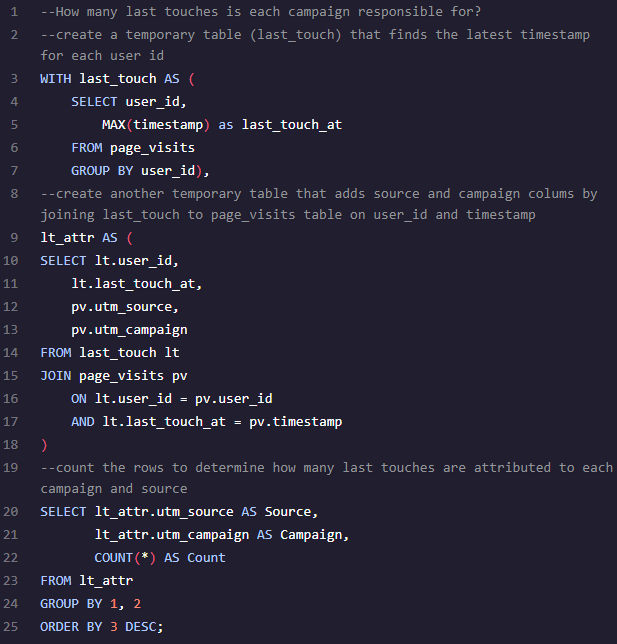 1 --How many last touches is each campaign responsible for?
2 --create a temporary table (last_touch) that finds the latest timestamp
for each user id
3 WITH last_touch AS (
4 SELECT user_id,
5 MAX(timestamp) as last_touch_at
6 FROM page_visits
7 GROUP BY user_id),
8 --create another temporary table that adds source and campaign colums by
joining last_touch to page_visits table on user_id and timestamp
9 lt_attr AS (
10 SELECT lt.user_id,
11 lt.last_touch_at,
12 pv.utm_source,
13 pv.utm_campaign
14 FROM last_touch lt
15 JOIN page_visits pv
16 ON lt.user_id = pv.user_id
17 AND lt.last_touch_at = pv.timestamp
18 )
19 --count the rows to determine how many last touches are attributed to each
campaign and source
20 SELECT lt_attr.utm_source AS Source,
21 lt_attr.utm_campaign AS Campaign,
22 COUNT(*) AS Count
23 FROM lt_attr
24 GROUP BY 1, 2
25 ORDER BY 3 DESC;